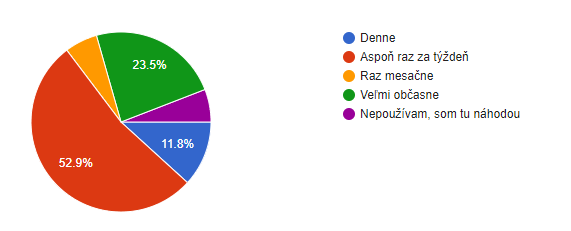 Denne
Aspoň raz za týždeň
Raz mesačne
Veľmi občasne
Nepoužívam, som tu náhodou
23.5%
11.8%
52.9%